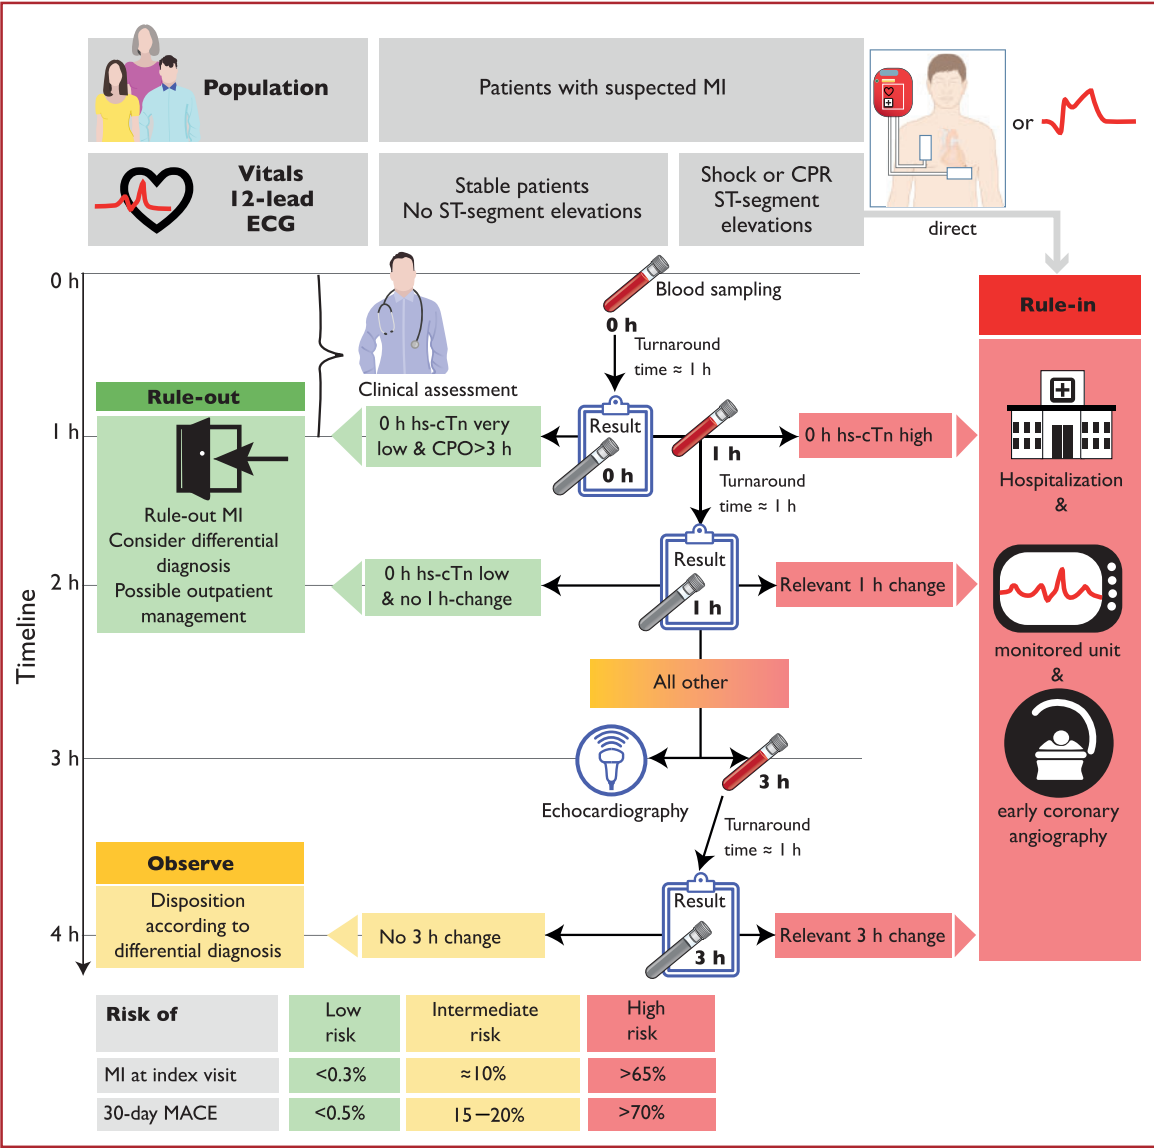 Population
Patients with suspected MI
or
Vitals
12-lead
ECG
Stable patients
No ST-segment elevations
Shock or CPR
ST-segment
elevations
direct
Timeline
0 h
1 h
2 h
3 h
4 h
Clinical assessment
Blood sampling
0 h
Turnaround
time ≈ 1 h
Rule-in
Rule-out
Rule-out MI
Consider differential
diagnosis
Possible outpatient
management
0 h hs-cTn very
low & CPO>3 h
Result
0 h
1 h
0 h hs-cTn high
Turnaround
time ≈ 1 h
Hospitalization
&
0 h hs-cTn low
& no 1 h-change
Result
1 h
Relevant 1 h change
monitored unit
&
All other
Echocardiography
3 h
early coronary
angiography
Turnaround
time ≈ 1 h
Observe
Disposition
according to
differential diagnosis
No 3 h change
Result
3 h
Relevant 3 h change
Risk of
Low
risk
Intermediate
risk
High
risk
MI at index visit
<0.3%
≈10%
>65%
30-day MACE
<0.5%
15—20%
>70%